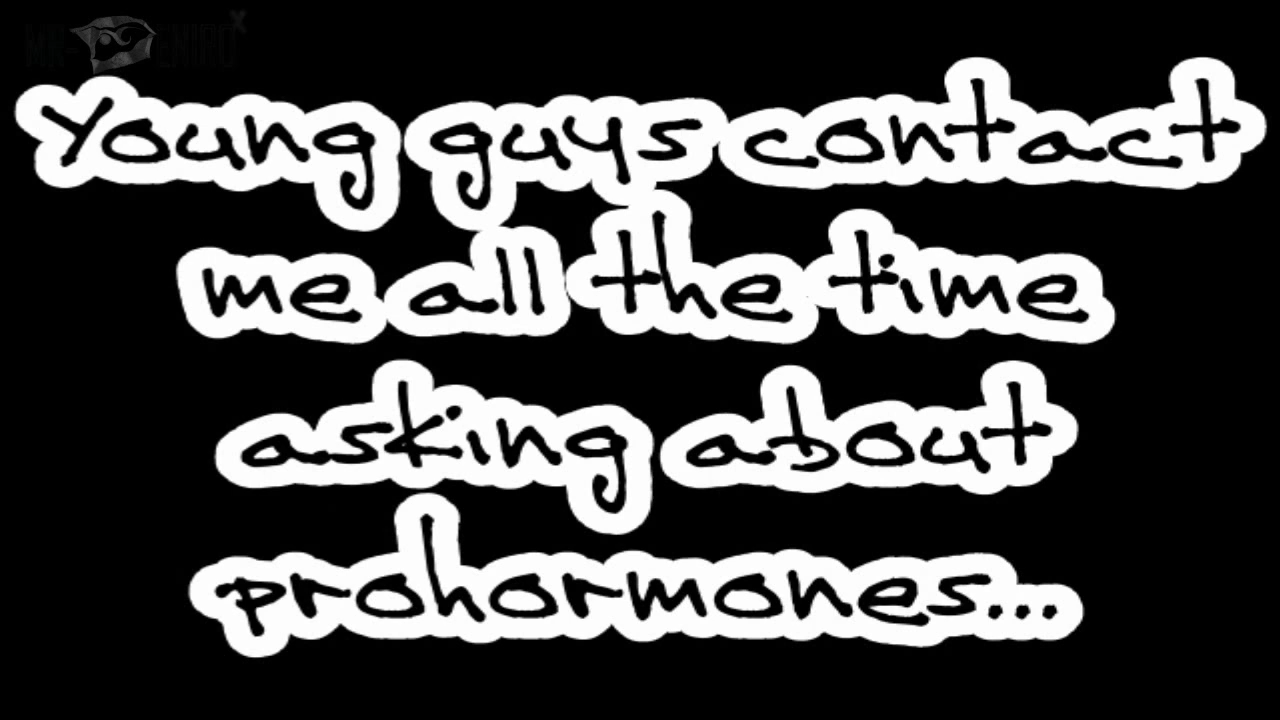 Young guys contact
me all the time
asking about
prohormones...